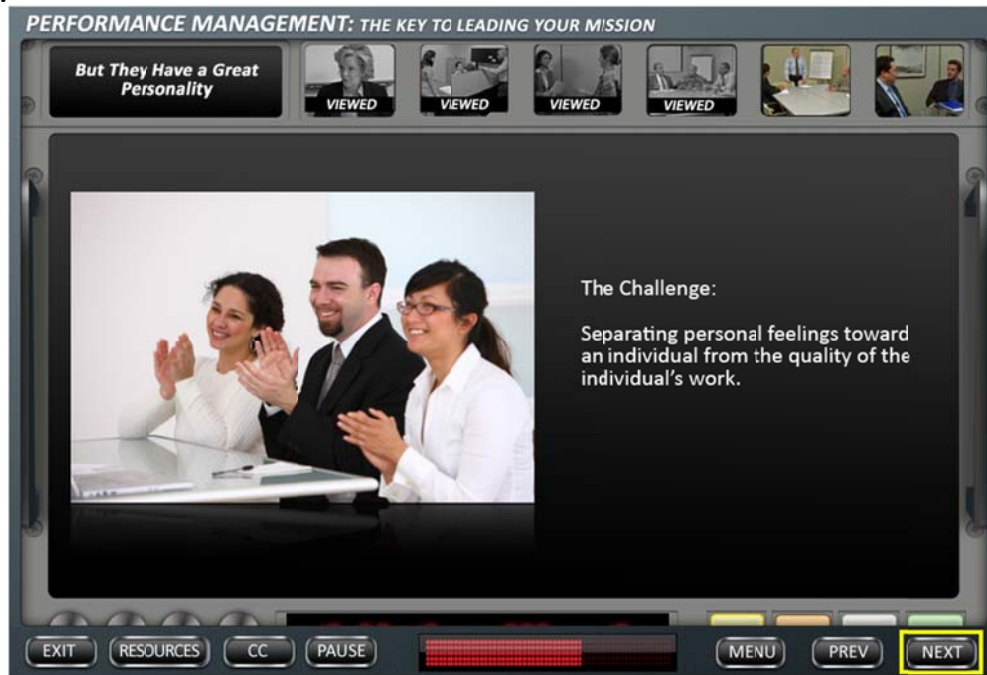 PERFORMANCE MANAGEMENT: THE KEY TO LEADING YOUR MISSION
But They Have a Great
Personality
VIEWED
VIEWED
VIEWED
VIEWED
The Challenge:
Separating personal feelings toward
an individual from the quality of the
individual's work.
EXIT
RESOURCES
CC
PAUSE
MENU
PREV
NEXT